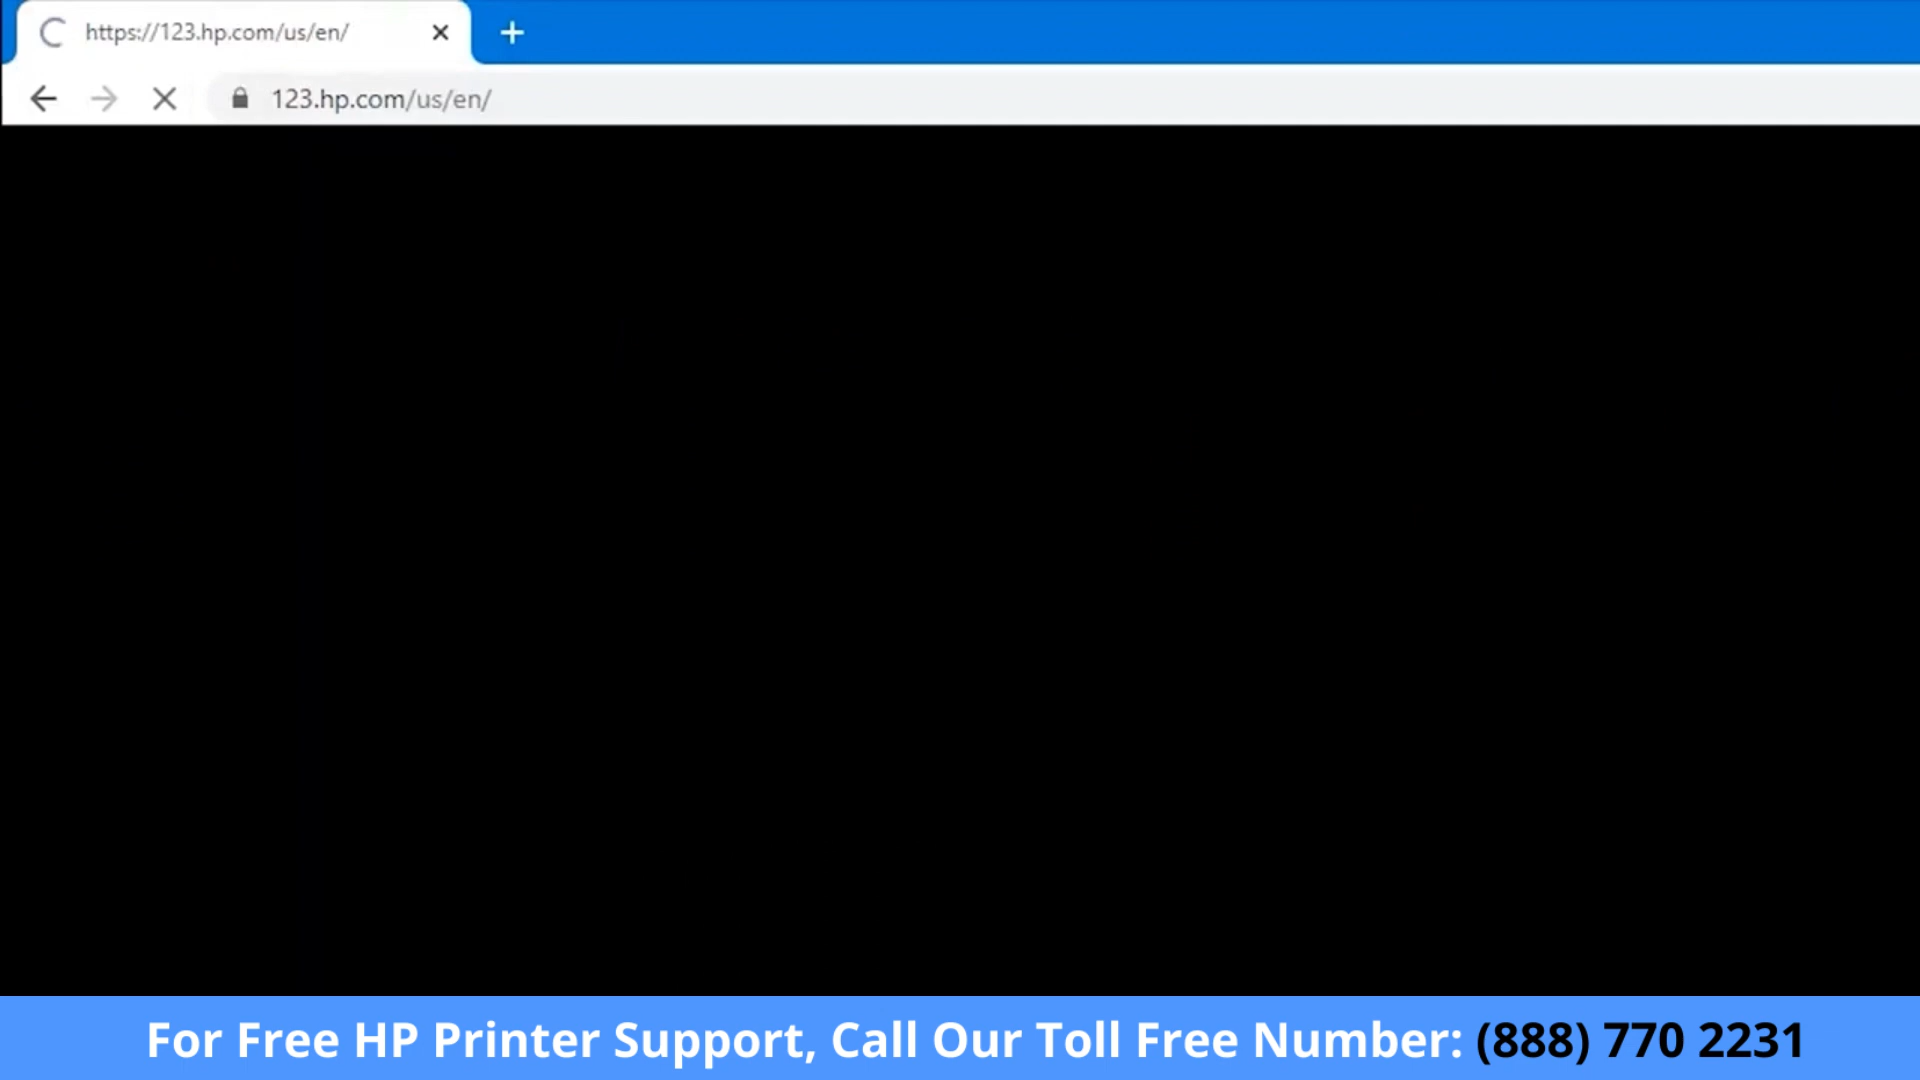 https://123.hp.com/us/en/
123.hp.com/us/en/
For Free HP Printer Support, Call Our Toll Free Number: (888) 770 2231